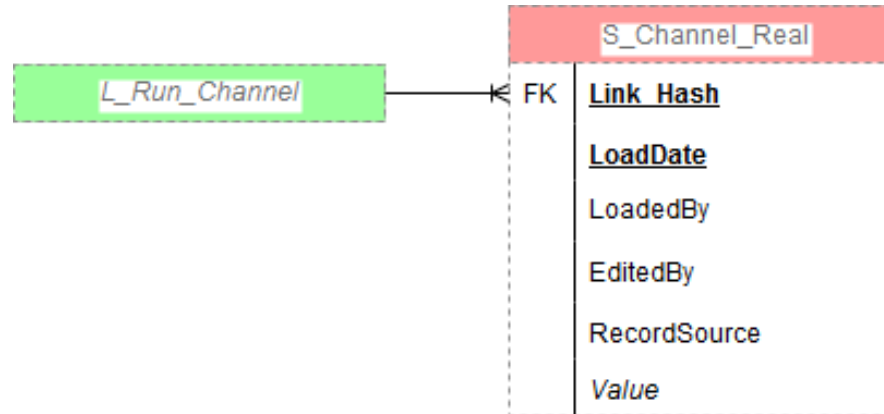 S_Channel_Real
L_Run_Channel
FK Link_Hash
LoadDate
LoadedBy
EditedBy
RecordSource
Value